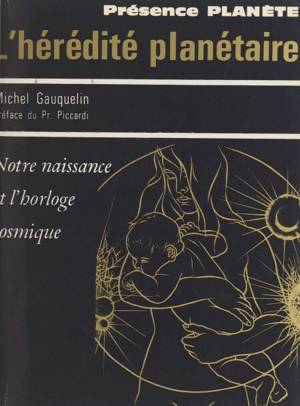 Présence PLANÈTE
L'hérédité planétaire
Michel Gauquelin
réface du Pr. Piccardi
Notre naissance
t l'horloge
osmique